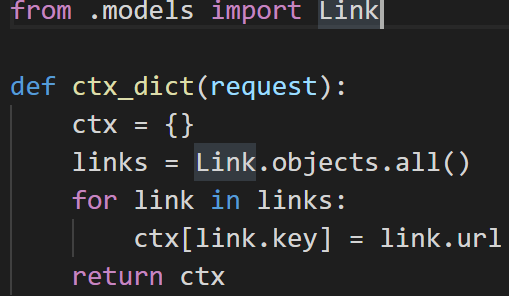 from .models import Link
def ctx_dict(request):
    ctx = {}
    links = Link.objects.all()
    for link in links:
        ctx[link.key] = link.url
    return ctx